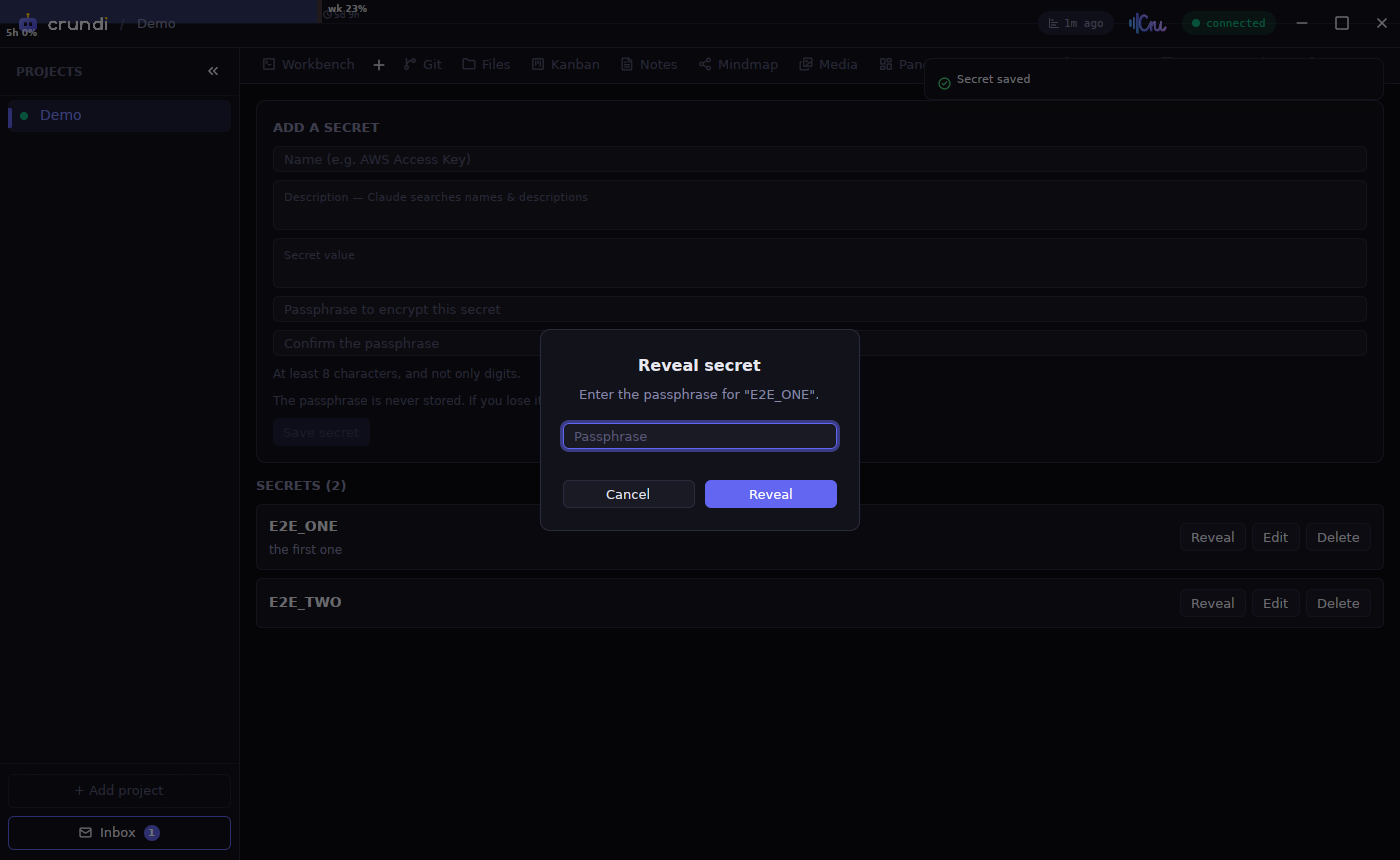 wk 23%
5d 9h
5h 0%
crundi / Demo
1m ago
Cru
connected
PROJECTS
Workbench
Git
Files
Kanban
Notes
Mindmap
Media
Secret saved
Demo
ADD A SECRET
Name (e.g. AWS Access Key)
Description — Claude searches names & descriptions
Secret value
Passphrase to encrypt this secret
Confirm the passphrase
At least 8 characters, and not only digits.
The passphrase is never stored. If you lose
Save secret
Reveal secret
Enter the passphrase for "E2E_ONE".
Passphrase
Cancel
Reveal
SECRETS (2)
E2E_ONE
the first one
Reveal
Edit
Delete
E2E_TWO
Reveal
Edit
Delete
+ Add project
Inbox 1